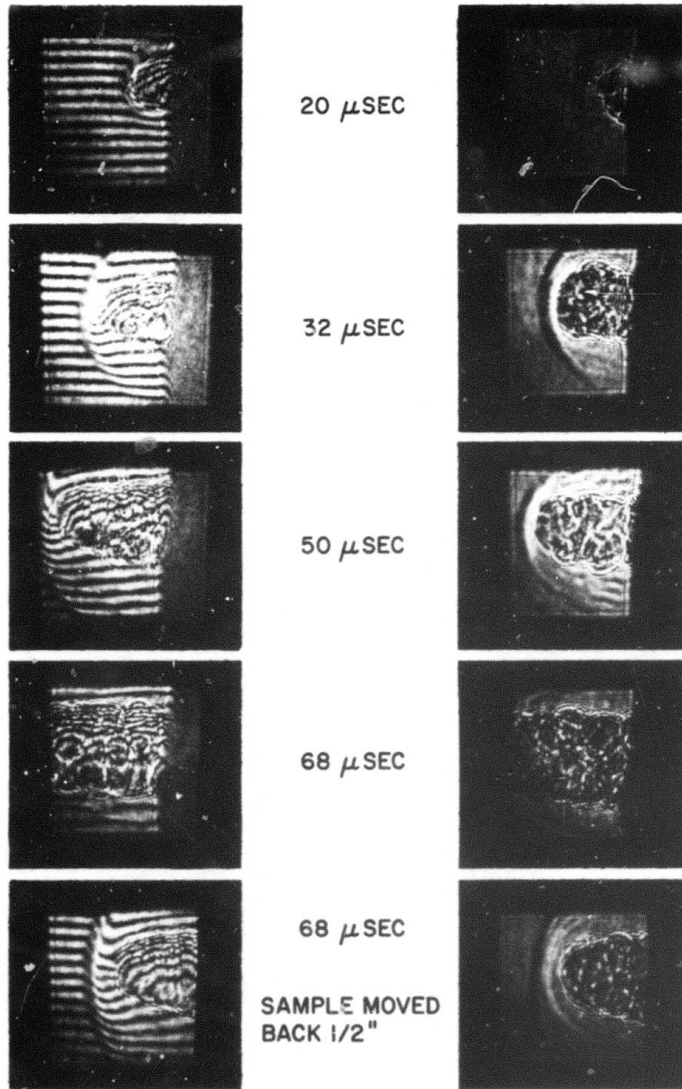 20 μSEC
32 μSEC
50 μSEC
68 μSEC
68 μSEC
SAMPLE MOVED
BACK 1/2"